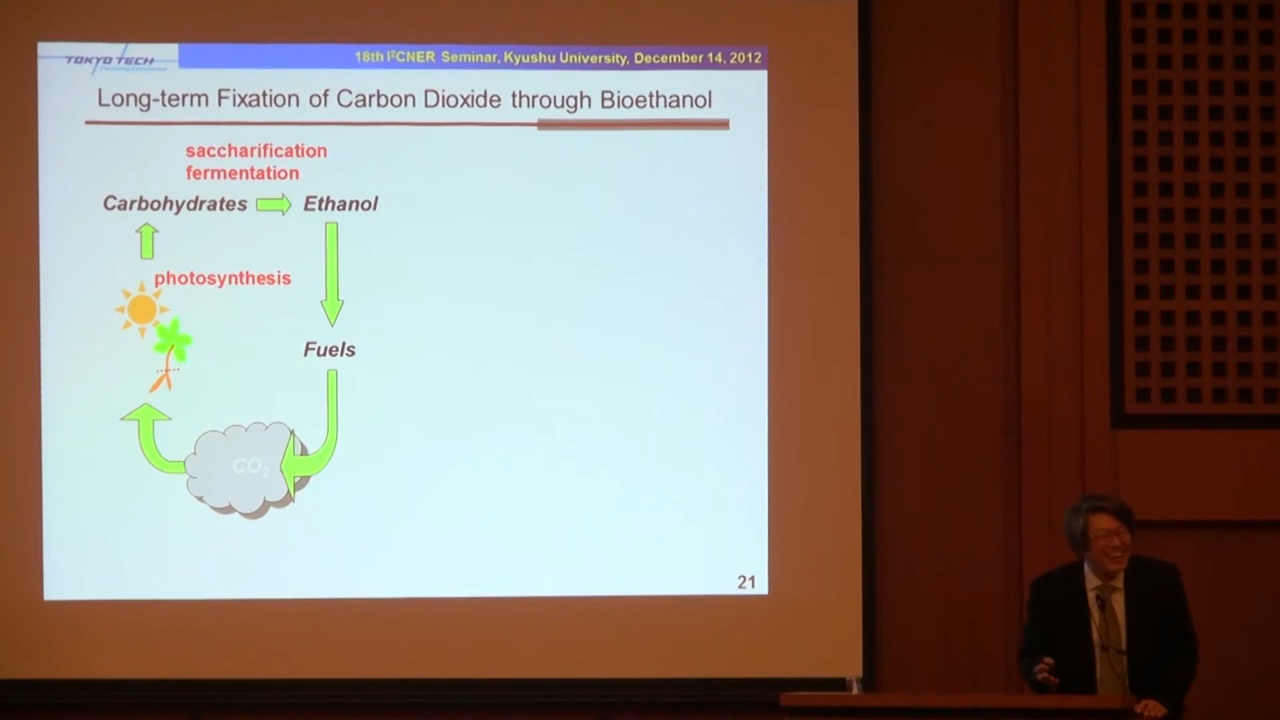 TOKYO TECH
18th I²CNER Seminar, Kyushu University, December 14, 2012
Long-term Fixation of Carbon Dioxide through Bioethanol
saccharification
fermentation
Carbohydrates
Ethanol
photosynthesis
Fuels
CO₂
21